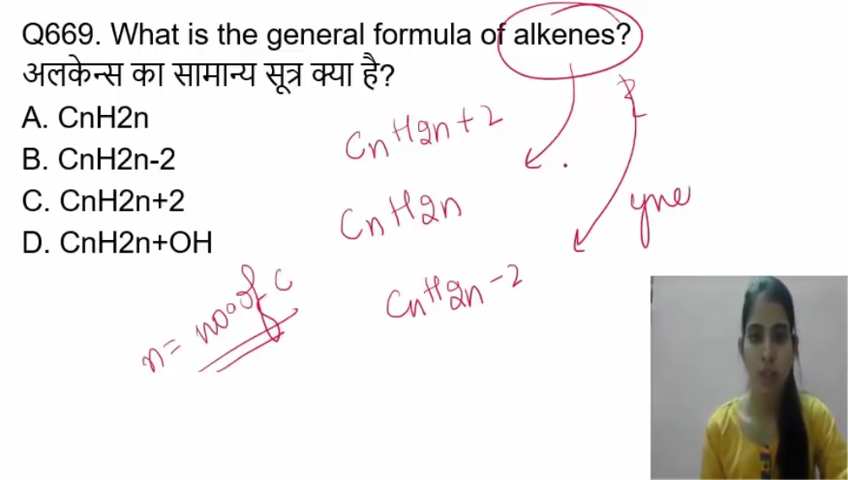 Q669. What is the general formula of alkenes?
अलकेन्स का सामान्य सूत्र क्या है?
A. CnH2n
B. CnH2n-2
C. CnH2n+2
D. CnH2n+OH
CnH2n+2
CnH2n
yne
CnH2n-2
n= no of C